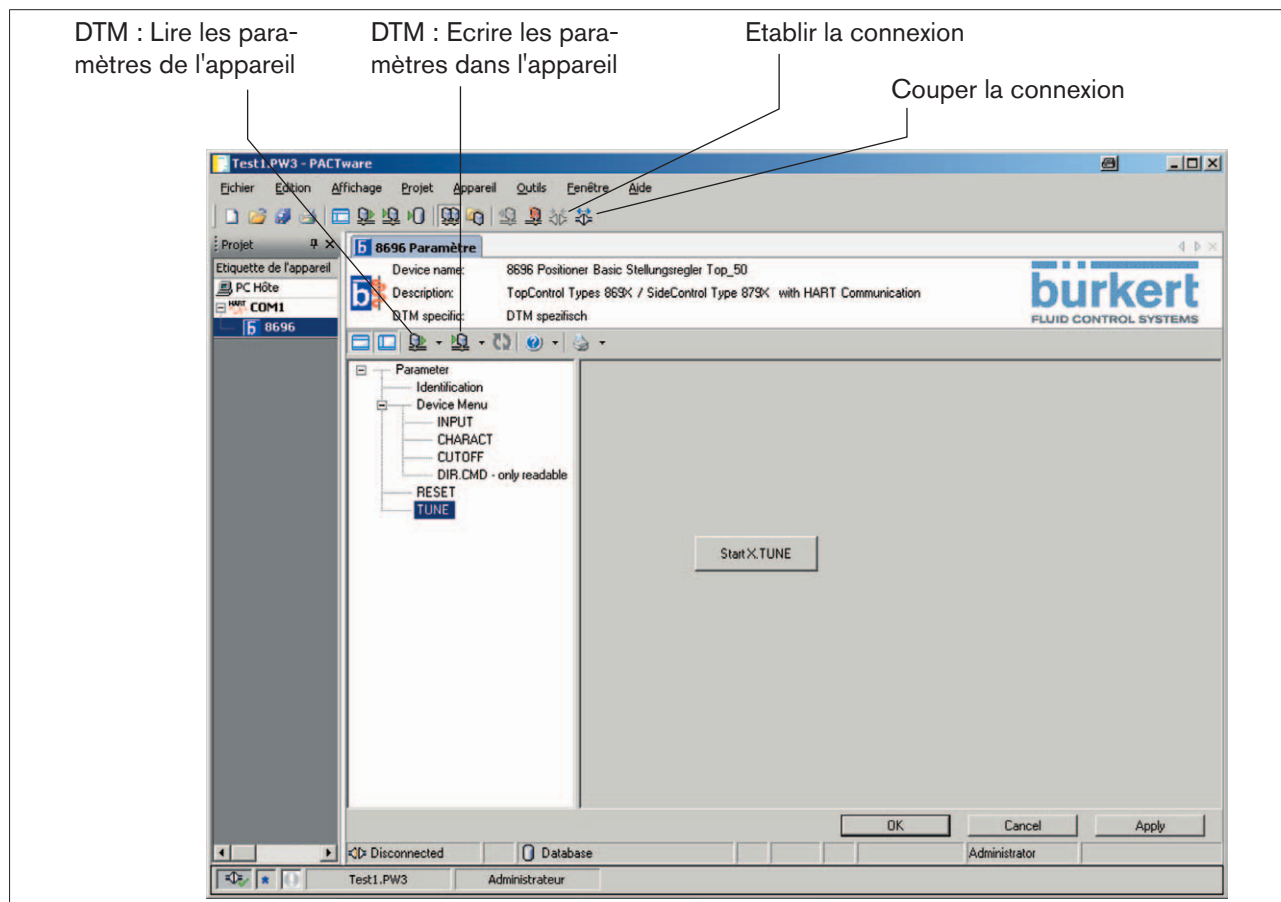 DTM : Lire les para-
mètres de l'appareil
DTM : Ecrire les para-
mètres dans l'appareil
Etablir la connexion
Couper la connexion
Test1.PW3 - PACTware
Fichier Edition Affichage Projet Appareil Outils Fenêtre Aide
Projet
Etiquette de l'appareil
PC Hôte
HART COM1
8696
8696 Paramètre
Device name: 8696 Positioner Basic Stellungsregler Top_50
Description: TopControl Types 869X / SideControl Type 879X with HART Communication
DTM specific: DTM spezifisch
bürkert
FLUID CONTROL SYSTEMS
Parameter
Identification
Device Menu
INPUT
CHARACT
CUTOFF
DIR.CMD - only readable
RESET
TUNE
Start X.TUNE
OK Cancel Apply
Disconnected Database Administrator
Test1.PW3 Administrateur